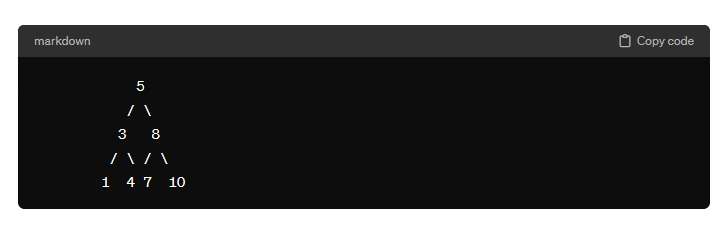 markdown
Copy code
5
/ \
3 8
/ \ / \
1 4 7 10